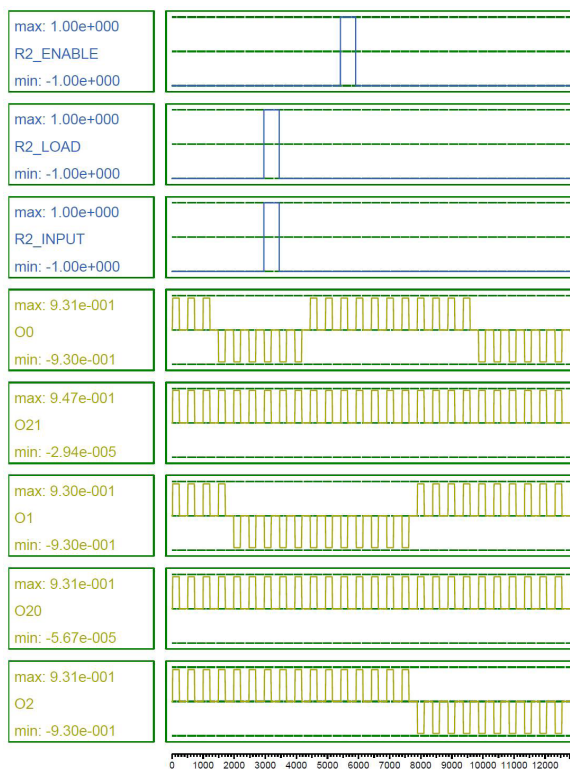 max: 1.00e+000
R2_ENABLE
min: -1.00e+000
max: 1.00e+000
R2_LOAD
min: -1.00e+000
max: 1.00e+000
R2_INPUT
min: -1.00e+000
max: 9.31e-001
O0
min: -9.30e-001
max: 9.47e-001
O21
min: -2.94e-005
max: 9.30e-001
O1
min: -9.30e-001
max: 9.31e-001
O20
min: -5.67e-005
max: 9.31e-001
O2
min: -9.30e-001
0 1000 2000 3000 4000 5000 6000 7000 8000 9000 10000 11000 12000